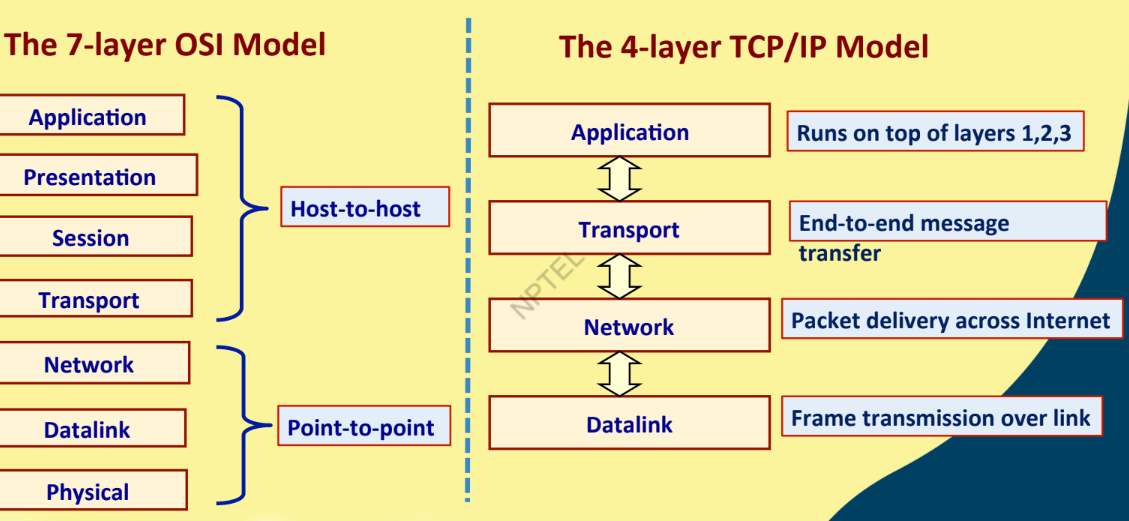 The 7-layer OSI Model
Application
Presentation
Session
Transport
Network
Datalink
Physical
Host-to-host
Point-to-point
The 4-layer TCP/IP Model
Application
Runs on top of layers 1,2,3
Transport
End-to-end message
transfer
Network
Packet delivery across Internet
Datalink
Frame transmission over link
NPTEL